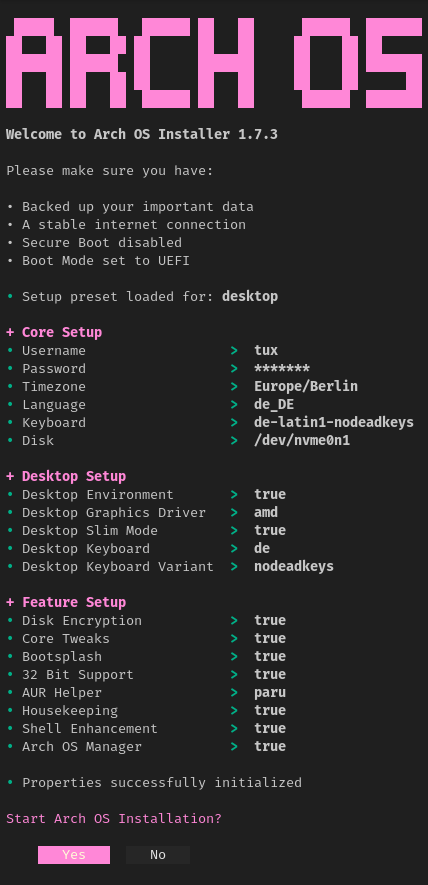 ARCH OS
Welcome to Arch OS Installer 1.7.3
Please make sure you have:
• Backed up your important data
• A stable internet connection
• Secure Boot disabled
• Boot Mode set to UEFI
• Setup preset loaded for: desktop
+ Core Setup
• Username > tux
• Password > *******
• Timezone > Europe/Berlin
• Language > de_DE
• Keyboard > de-latin1-nodeadkeys
• Disk > /dev/nvme0n1
+ Desktop Setup
• Desktop Environment > true
• Desktop Graphics Driver > amd
• Desktop Slim Mode > true
• Desktop Keyboard > de
• Desktop Keyboard Variant > nodeadkeys
+ Feature Setup
• Disk Encryption > true
• Core Tweaks > true
• Bootsplash > true
• 32 Bit Support > true
• AUR Helper > paru
• Housekeeping > true
• Shell Enhancement > true
• Arch OS Manager > true
• Properties successfully initialized
Start Arch OS Installation?
Yes No